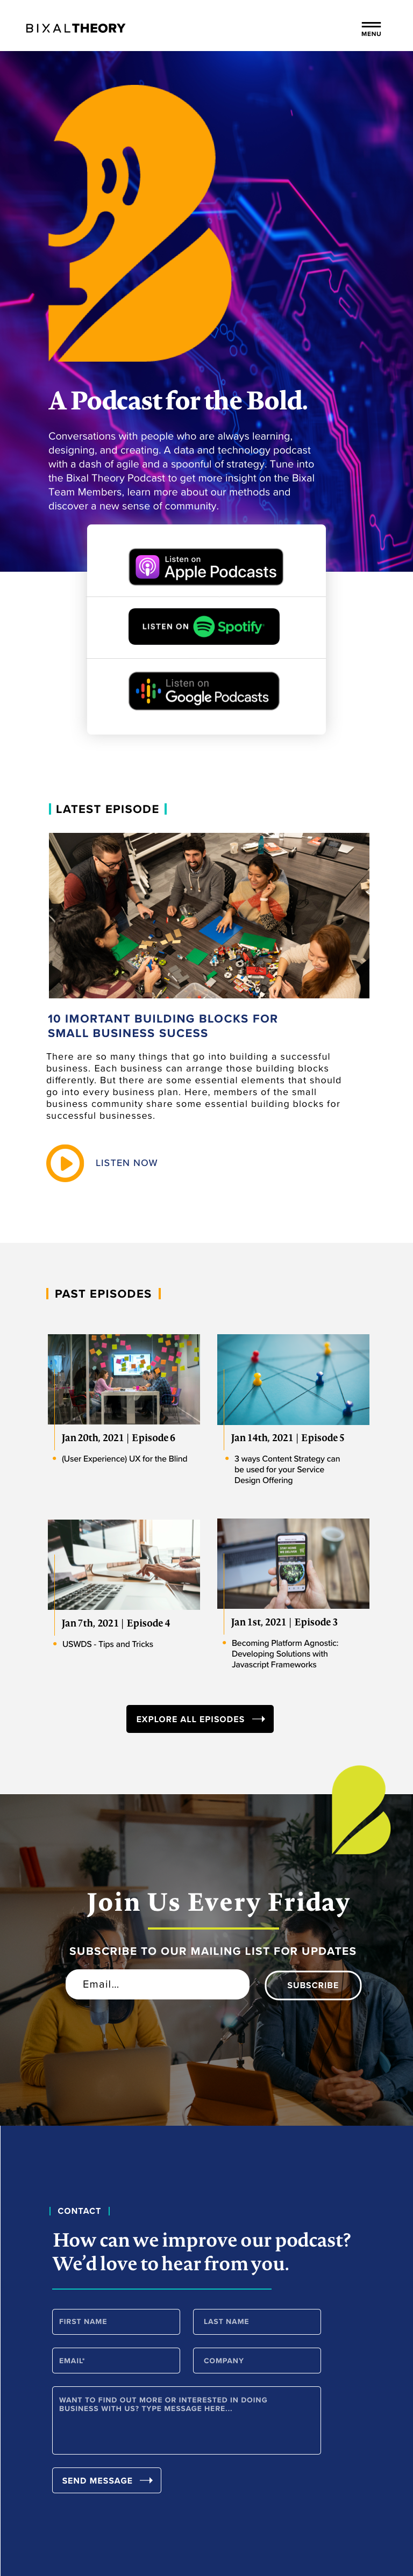 BIXALTHEORY
MENU
A Podcast for the Bold.
Conversations with people who are always learning,
designing, and creating. A data and technology podcast
with a dash of agile and a spoonful of strategy. Tune into
the Bixal Theory Podcast to get more insight on the Bixal
Team Members, learn more about our methods and
discover a new sense of community.
Listen on
Apple Podcasts
LISTEN ON Spotify
Listen on
Google Podcasts
LATEST EPISODE
10 IMORTANT BUILDING BLOCKS FOR
SMALL BUSINESS SUCESS
There are so many things that go into building a successful
business. Each business can arrange those building blocks
differently. But there are some essential elements that should
go into every business plan. Here, members of the small
business community share some essential building blocks for
successful businesses.
LISTEN NOW
PAST EPISODES
Jan 20th, 2021 | Episode 6
(User Experience) UX for the Blind
Jan 14th, 2021 | Episode 5
3 ways Content Strategy can
be used for your Service
Design Offering
Jan 7th, 2021 | Episode 4
USWDS - Tips and Tricks
Jan 1st, 2021 | Episode 3
Becoming Platform Agnostic:
Developing Solutions with
Javascript Frameworks
EXPLORE ALL EPISODES
Join Us Every Friday
SUBSCRIBE TO OUR MAILING LIST FOR UPDATES
Email...
SUBSCRIBE
CONTACT
How can we improve our podcast?
We'd love to hear from you.
FIRST NAME
LAST NAME
EMAIL*
COMPANY
WANT TO FIND OUT MORE OR INTERESTED IN DOING
BUSINESS WITH US? TYPE MESSAGE HERE...
SEND MESSAGE